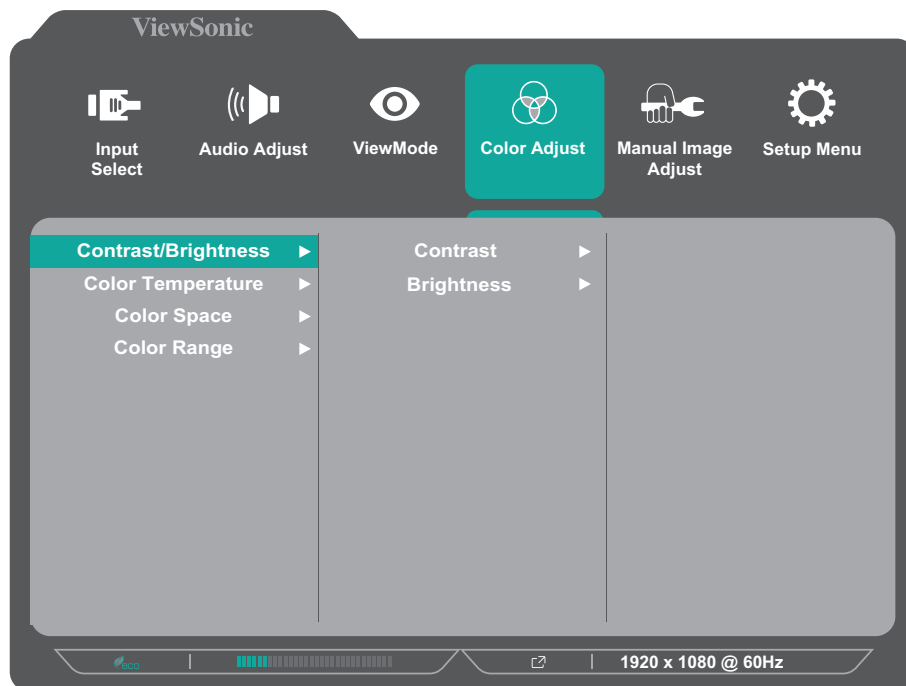 ViewSonic
Input
Select
Audio Adjust
ViewMode
Color Adjust
Manual Image
Adjust
Setup Menu
Contrast/Brightness
Color Temperature
Color Space
Color Range
Contrast
Brightness
eco
1920 x 1080 @ 60Hz